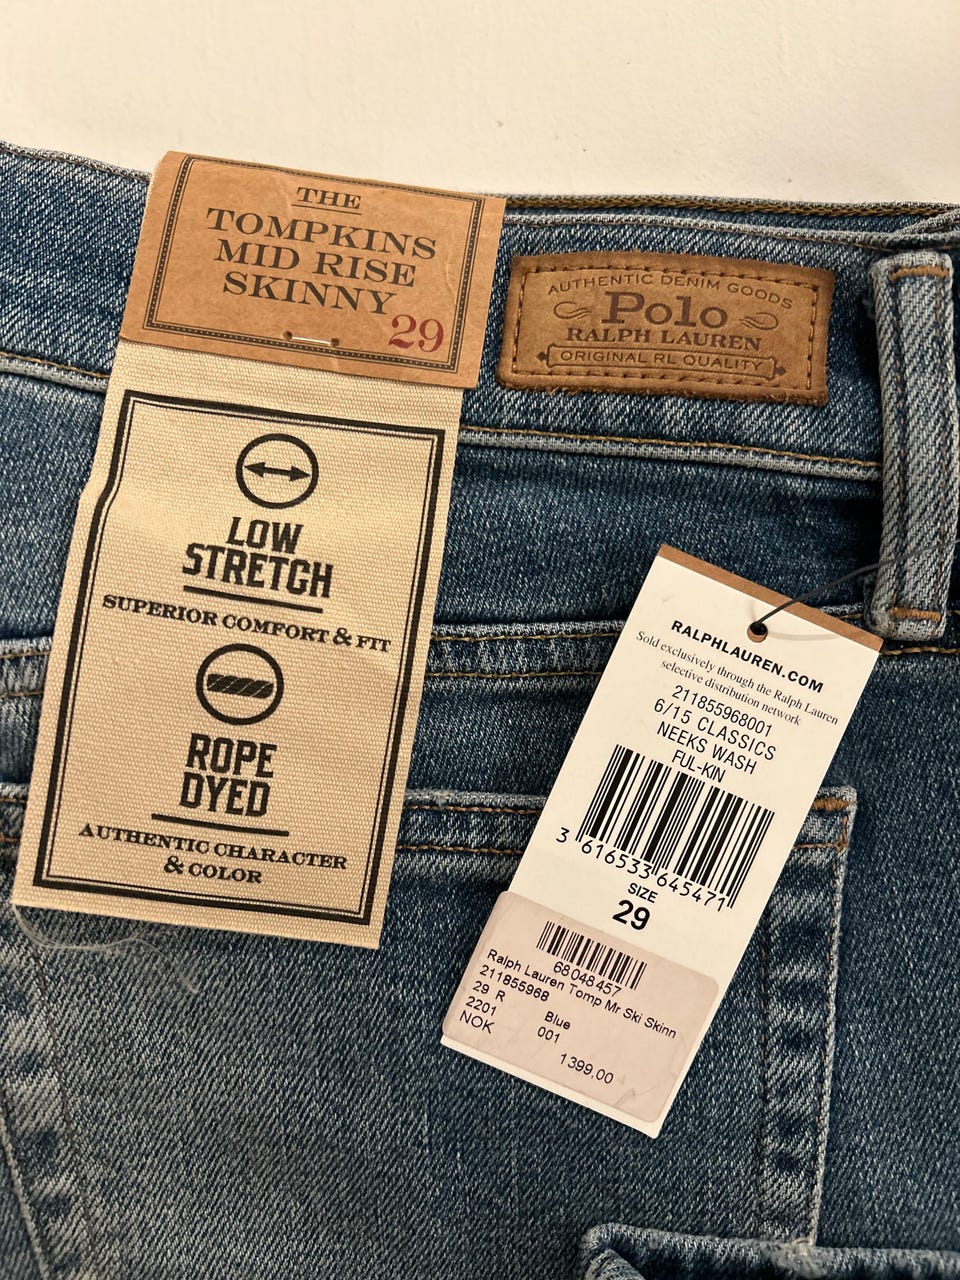 THE
TOMPKINS
MID RISE
SKINNY
29
LOW
STRETCH
SUPERIOR COMFORT & FIT
ROPE
DYED
AUTHENTIC CHARACTER
& COLOR
AUTHENTIC DENIM GOODS
Polo
RALPH LAUREN
ORIGINAL RL QUALITY
RALPHLAUREN.COM
Sold exclusively through the Ralph Lauren
selective distribution network
211855968001
6/15 CLASSICS
NEEKS WASH
FUL-KIN
3 616533 645471
SIZE
29
68048457
Ralph Lauren Tomp Mr Ski Skinn
211855968
29 R Blue
2201 001
NOK 1399,00